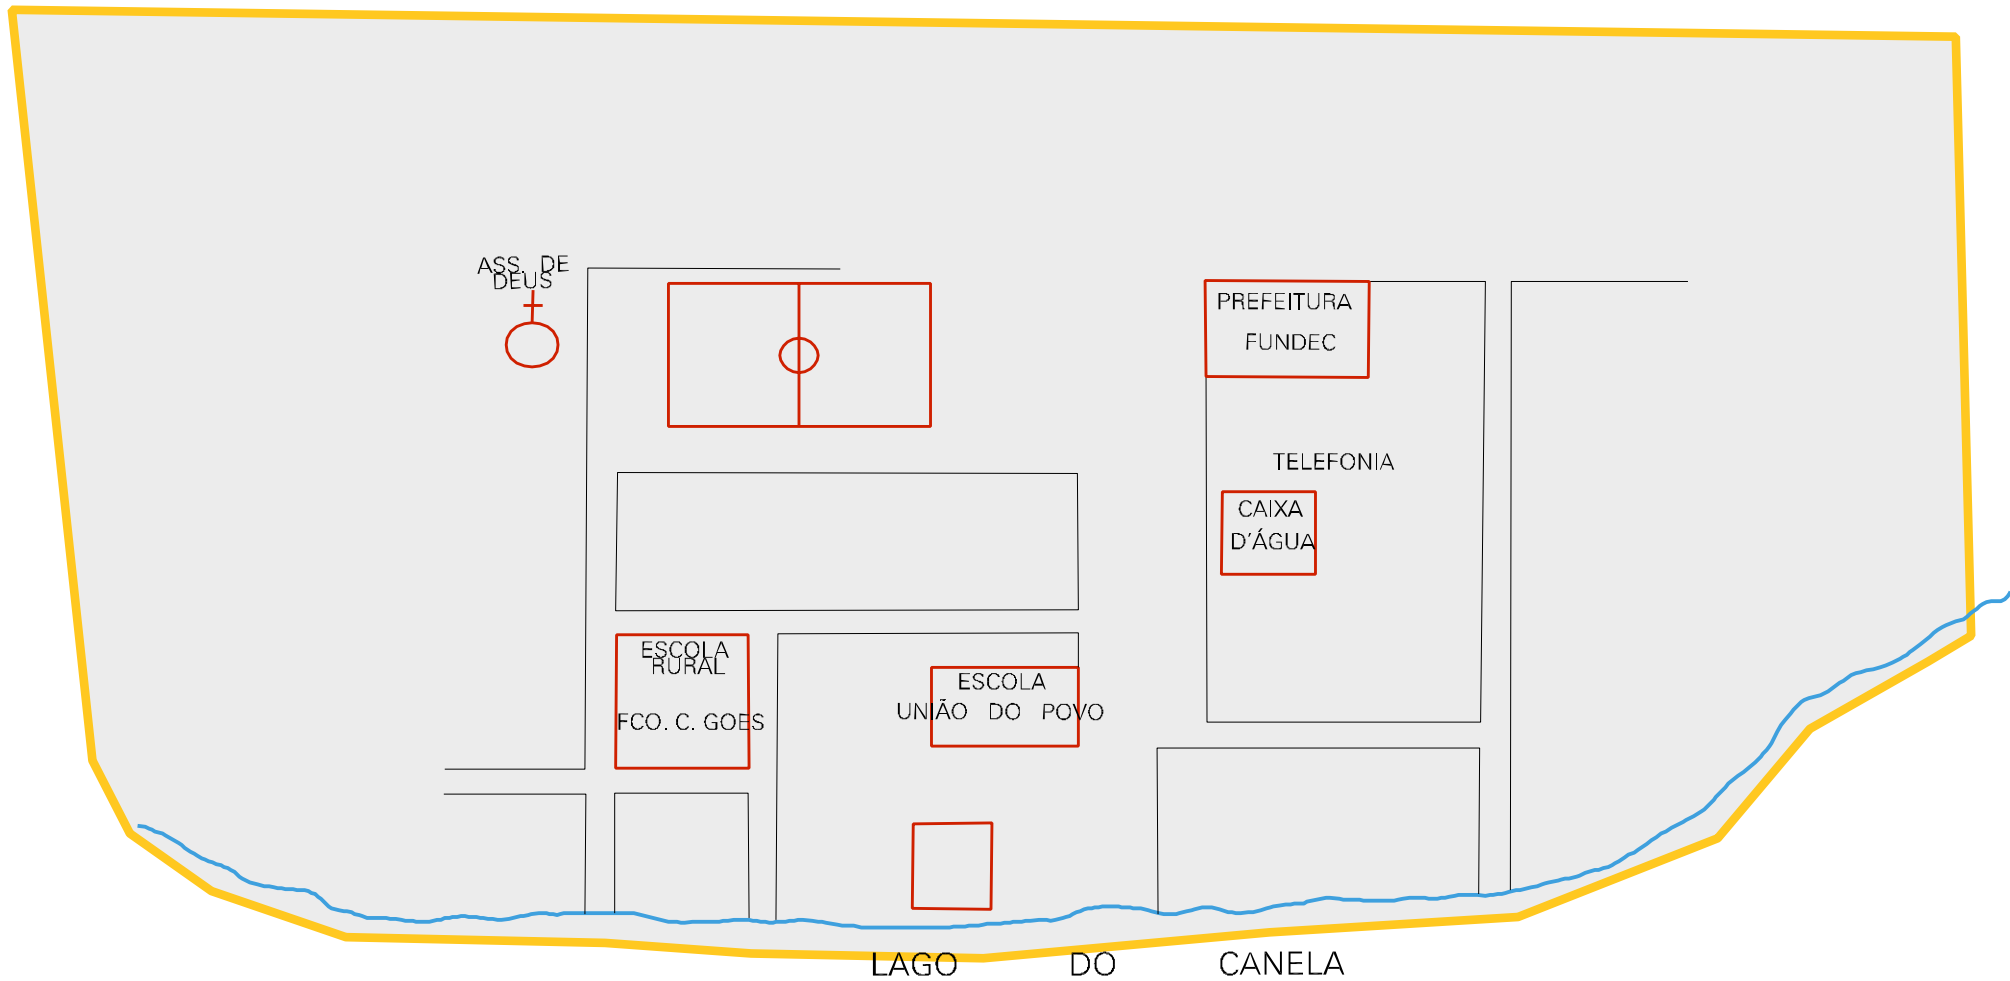 ASS. DE
DEUS
PREFEITURA
FUNDEC
TELEFONIA
CAIXA
D'ÁGUA
ESCOLA
RURAL
FCO. C. GOES
ESCOLA
UNIÃO DO POVO
LAGO DO CANELA